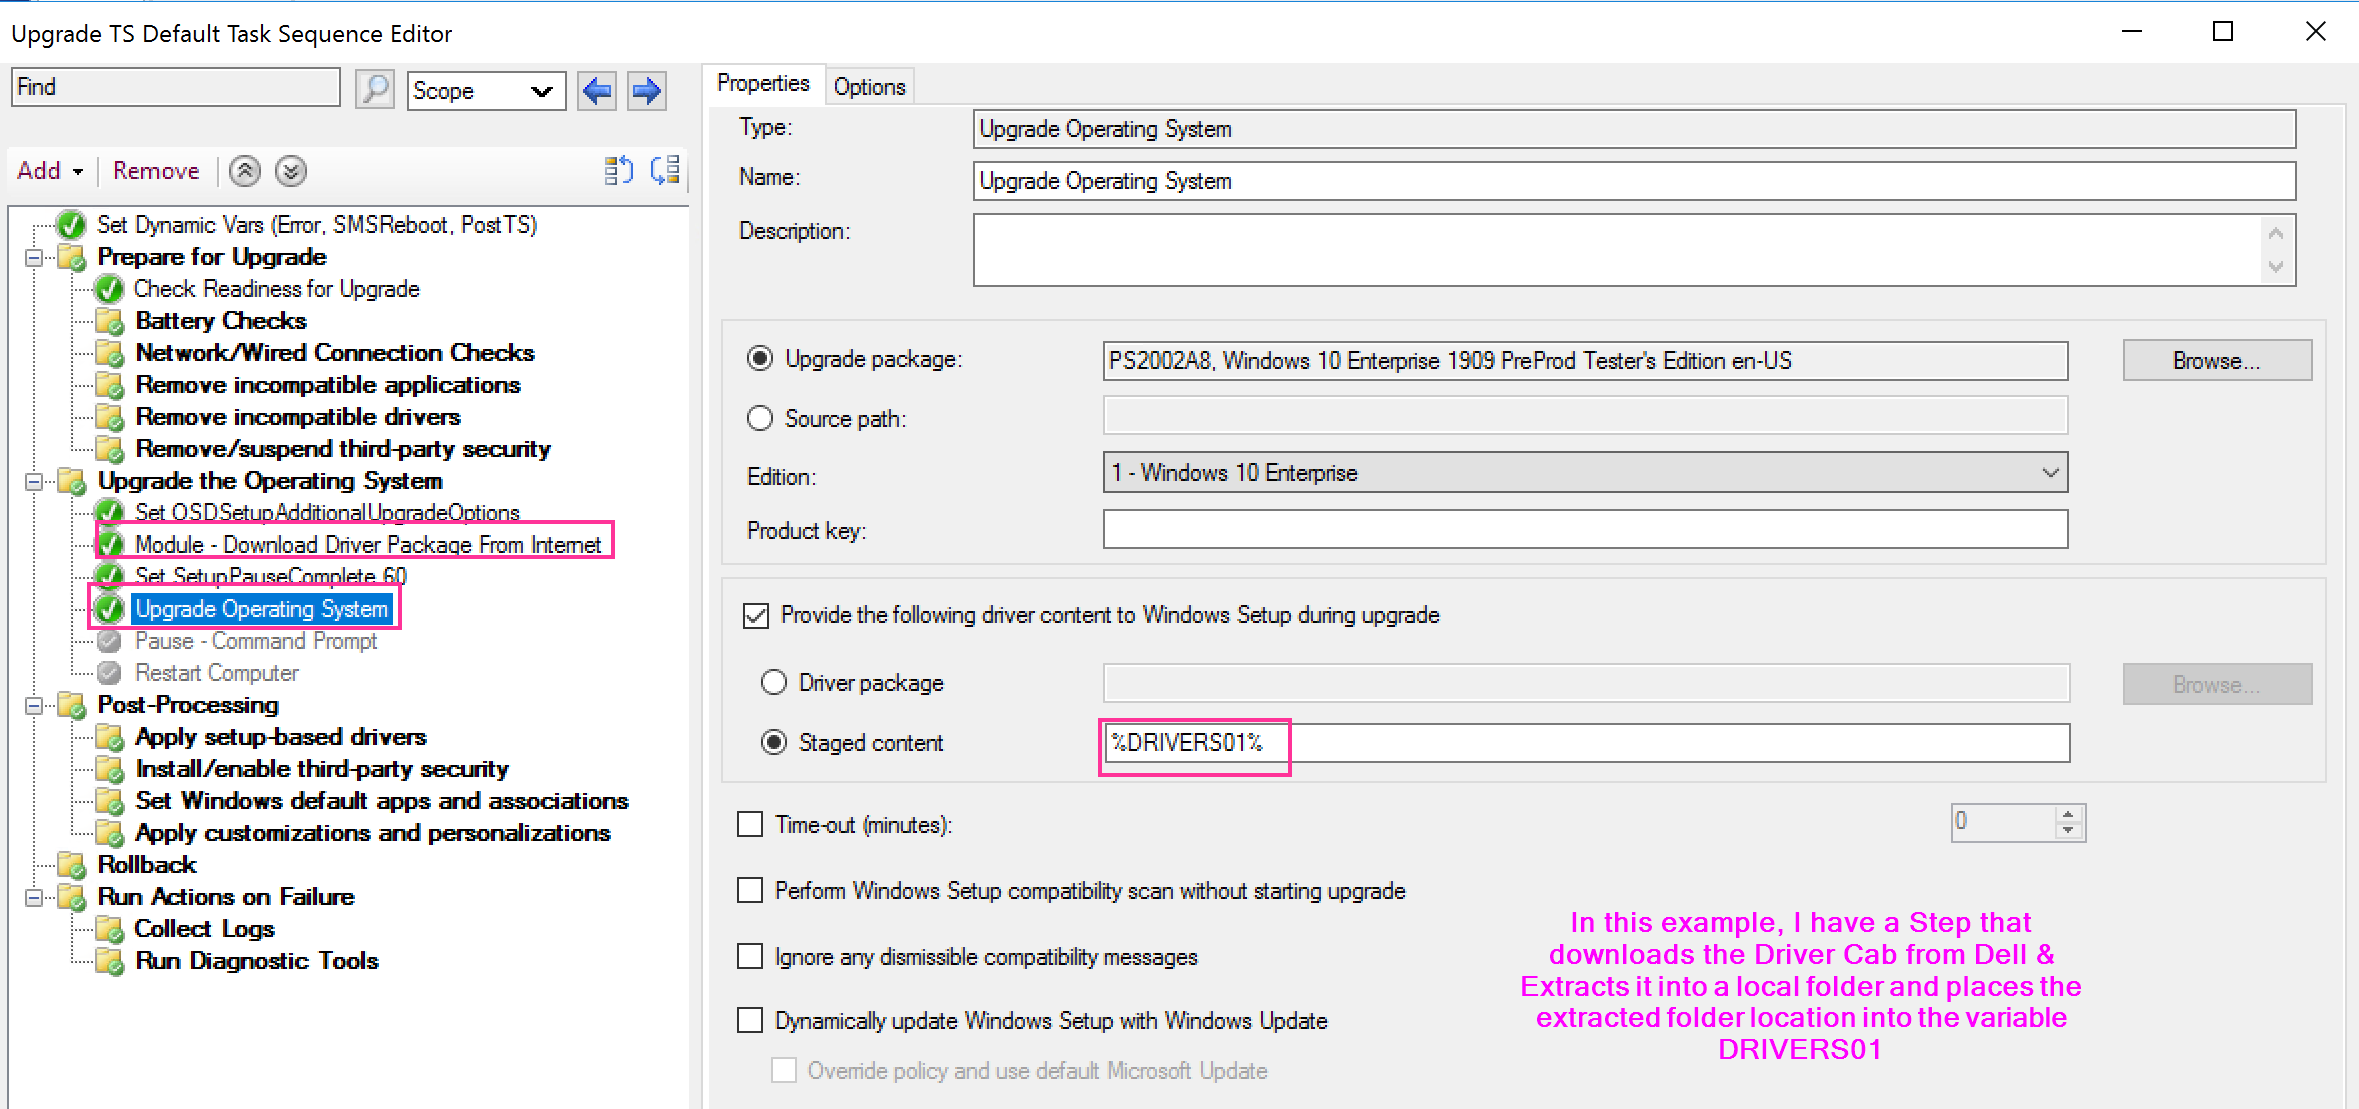 Upgrade TS Default Task Sequence Editor
Find
Scope
Add
Remove
Set Dynamic Vars (Error, SMSReboot, PostTS)
Prepare for Upgrade
Check Readiness for Upgrade
Battery Checks
Network/Wired Connection Checks
Remove incompatible applications
Remove incompatible drivers
Remove/suspend third-party security
Upgrade the Operating System
Set OSDSetupAdditionalUpgradeOptions
Module - Download Driver Package From Internet
Set SetupPauseComplete 60
Upgrade Operating System
Pause - Command Prompt
Restart Computer
Post-Processing
Apply setup-based drivers
Install/enable third-party security
Set Windows default apps and associations
Apply customizations and personalizations
Rollback
Run Actions on Failure
Collect Logs
Run Diagnostic Tools
Properties
Options
Type:
Upgrade Operating System
Name:
Upgrade Operating System
Description:
Upgrade package:
PS2002A8, Windows 10 Enterprise 1909 PreProd Tester's Edition en-US
Browse...
Source path:
Edition:
1 - Windows 10 Enterprise
Product key:
Provide the following driver content to Windows Setup during upgrade
Driver package
Browse...
Staged content
%DRIVERS01%
Time-out (minutes):
0
Perform Windows Setup compatibility scan without starting upgrade
Ignore any dismissible compatibility messages
Dynamically update Windows Setup with Windows Update
Override policy and use default Microsoft Update
In this example, I have a Step that
downloads the Driver Cab from Dell &
Extracts it into a local folder and places the
extracted folder location into the variable
DRIVERS01